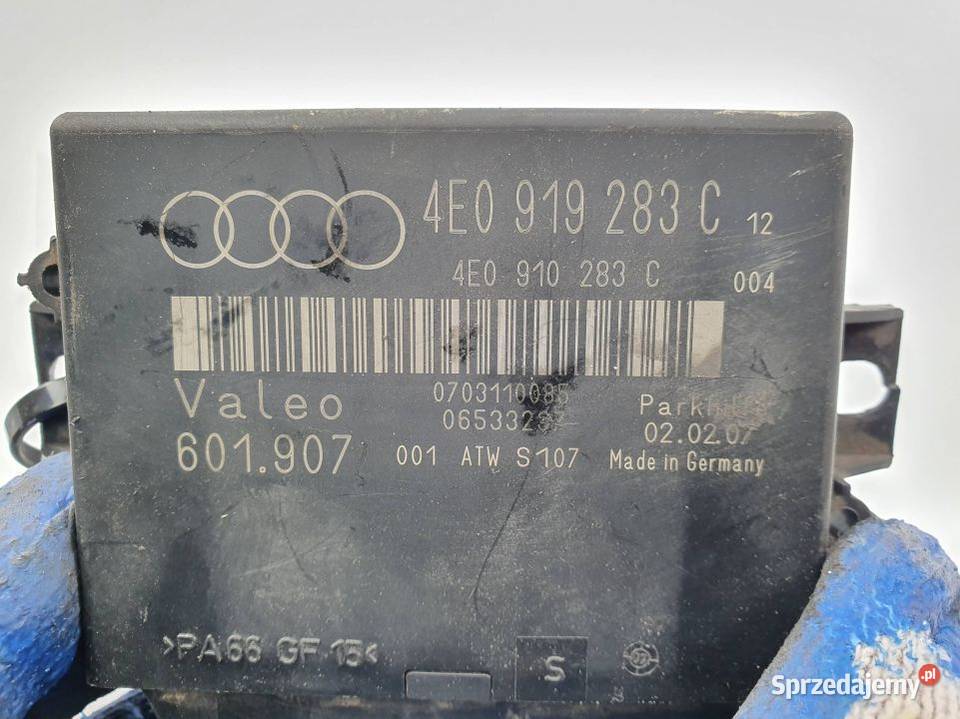 4E0 919 283 C 12
4E0 910 283 C 004
Valeo
0703110085
Parkhilfe
601.907
02.02.07
001 ATW S107 Made in Germany
>PA66 GF 15<
S
Sprzedajemy.pl